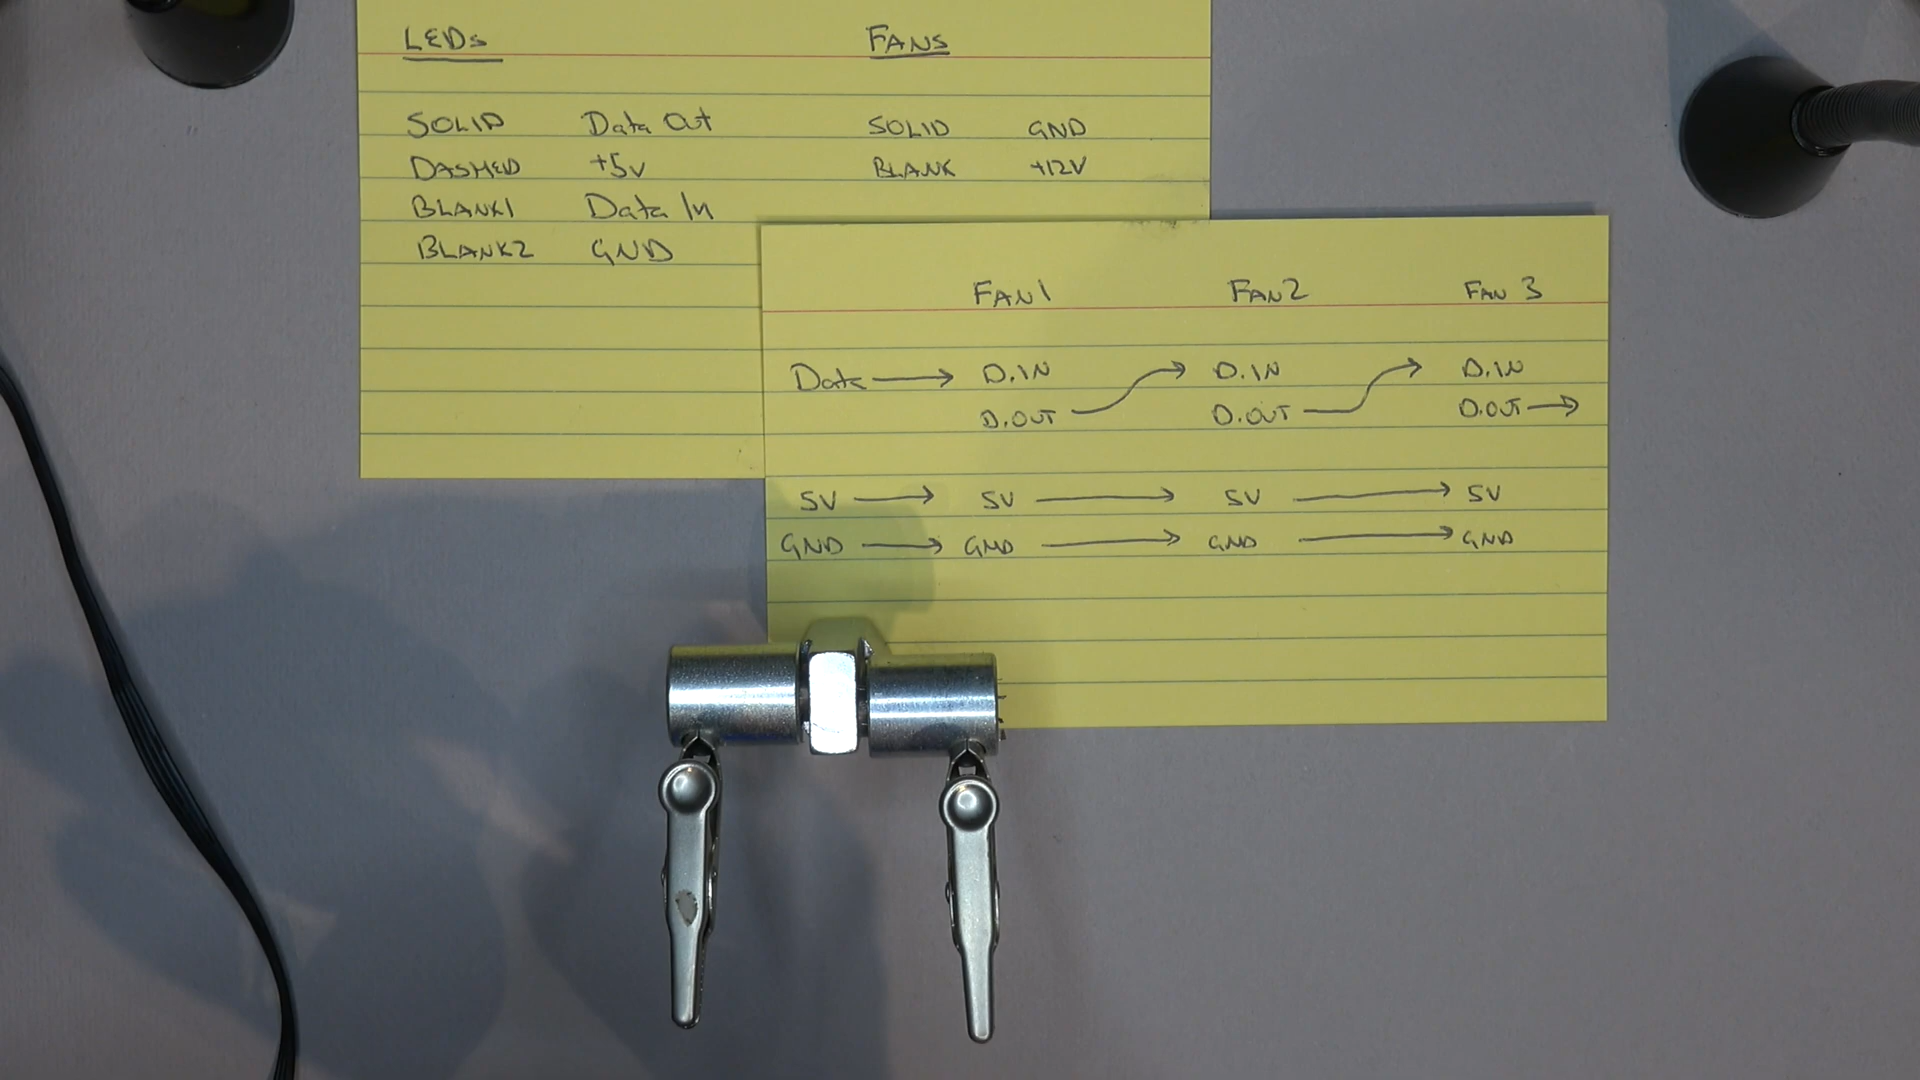 LEDs FANS
SOLID Data Out SOLID GND
DASHED +5v BLANK +12V
BLANK1 Data In
BLANK2 GND
FAN1 FAN2 FAN 3
Data → D.IN D.IN D.IN
D.OUT → D.OUT → D.OUT →
5V → 5V → 5V → 5V
GND → GND → GND → GND